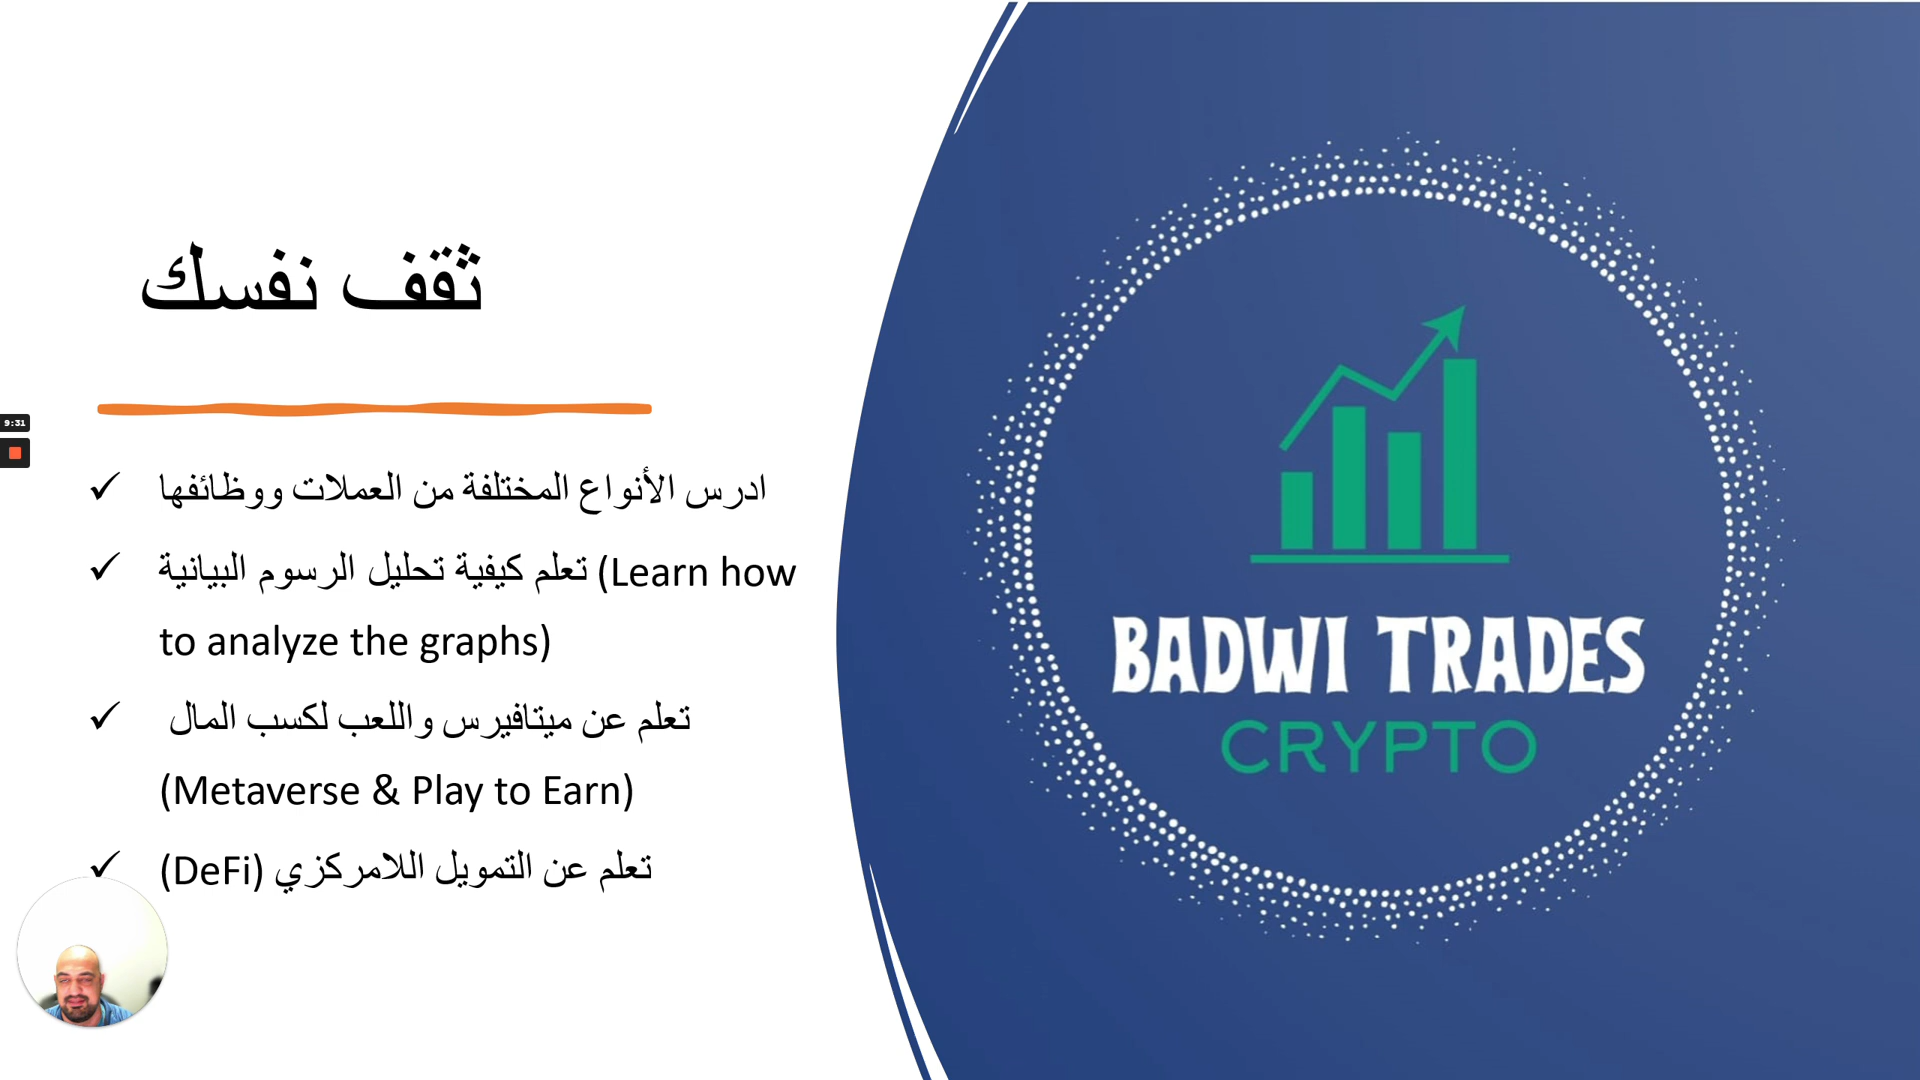 ثقف نفسك
ادرس الأنواع المختلفة من العملات ووظائفها
تعلم كيفية تحليل الرسوم البيانية (Learn how
to analyze the graphs)
تعلم عن ميتافيرس واللعب لكسب المال
(Metaverse & Play to Earn)
تعلم عن التمويل اللامركزي (DeFi)
9:31
BADWI TRADES
CRYPTO